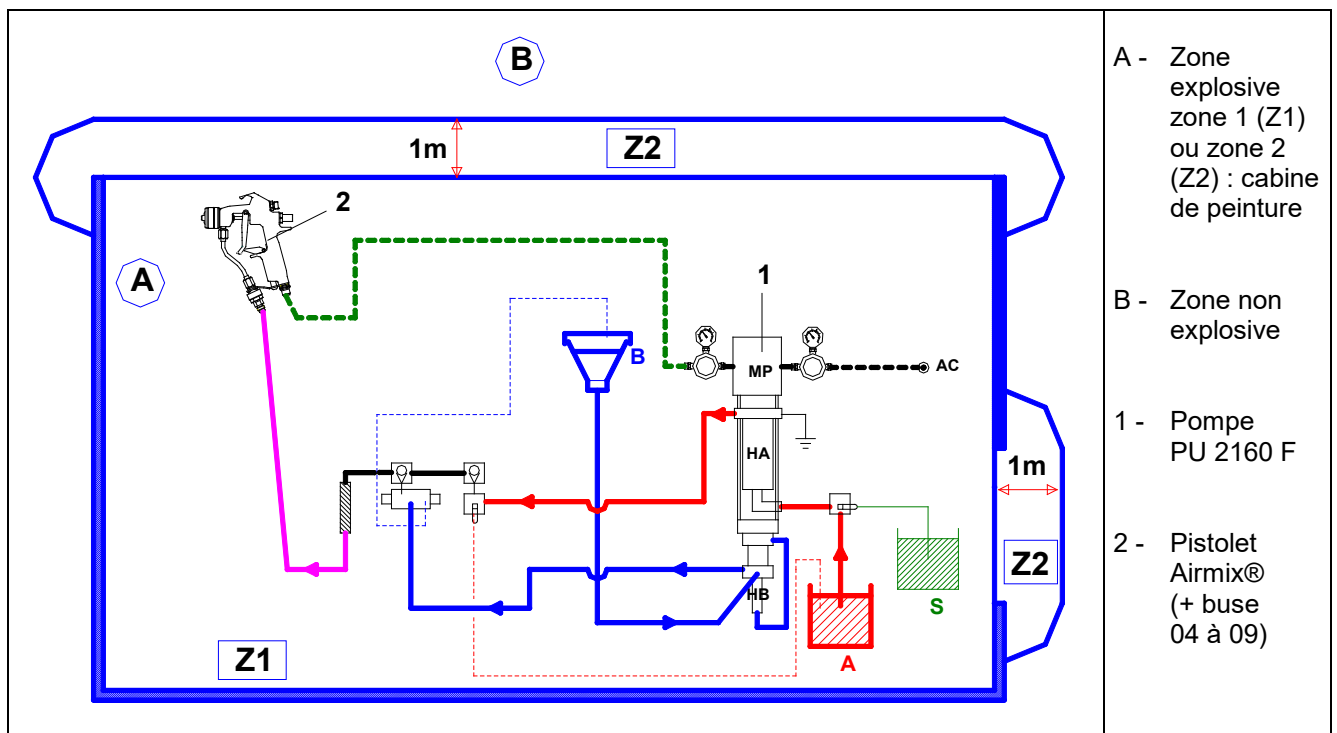 B
1m
Z2
2
A
1
B
MP
AC
HA
1m
Z2
HB
S
A
Z1
A - Zone
explosive
zone 1 (Z1)
ou zone 2
(Z2) : cabine
de peinture
B - Zone non
explosive
1 - Pompe
PU 2160 F
2 - Pistolet
Airmix®
(+ buse
04 à 09)